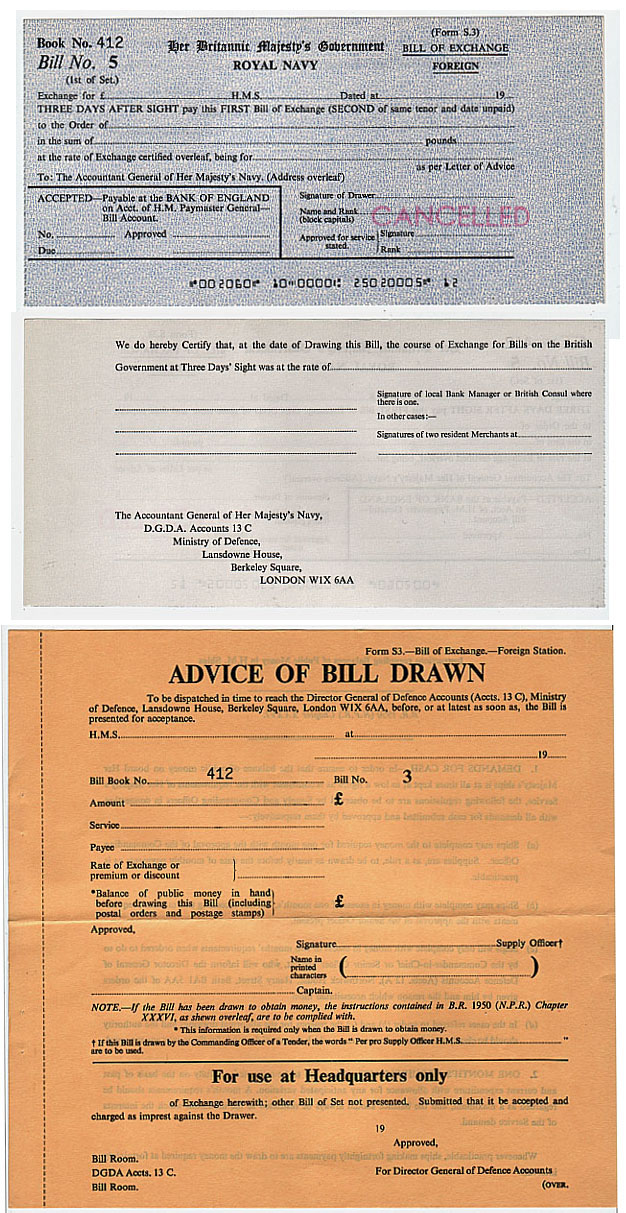 Book No. 412
Her Britannic Majesty's Government
(Form S.3)
Bill No. 5
ROYAL NAVY
BILL OF EXCHANGE
(1st of Set.)
FOREIGN
Exchange for £ H.M.S. Dated at 19
THREE DAYS AFTER SIGHT pay this FIRST Bill of Exchange (SECOND of same tenor and date unpaid)
to the Order of
in the sum of pounds
at the rate of Exchange certified overleaf, being for as per Letter of Advice
To: The Accountant General of Her Majesty's Navy. (Address overleaf)
ACCEPTED—Payable at the BANK OF ENGLAND
on Acct. of H.M. Paymaster General—
Bill Account.
No. Approved
Due
Signature of Drawer
Name and Rank
(block capitals)
CANCELLED
Approved for service
stated.
Signature
Rank
⑈002060⑈ 10⑉0000⑆ 25020005⑈ 12
We do hereby Certify that, at the date of Drawing this Bill, the course of Exchange for Bills on the British
Government at Three Days' Sight was at the rate of
Signature of local Bank Manager or British Consul where
there is one.
In other cases:—
Signatures of two resident Merchants at
The Accountant General of Her Majesty's Navy,
D.G.D.A. Accounts 13 C
Ministry of Defence,
Lansdowne House,
Berkeley Square,
LONDON W1X 6AA
Form S3.—Bill of Exchange.—Foreign Station.
ADVICE OF BILL DRAWN
To be dispatched in time to reach the Director General of Defence Accounts (Accts. 13 C), Ministry
of Defence, Lansdowne House, Berkeley Square, London W1X 6AA, before, or at latest as soon as, the Bill is
presented for acceptance.
H.M.S. at
19
Bill Book No. 412 Bill No. 3
Amount £
Service
Payee
Rate of Exchange or
premium or discount
*Balance of public money in hand
before drawing this Bill (including
postal orders and postage stamps) £
Approved,
Signature Supply Officer†
Name in
printed
characters ( )
Captain.
NOTE.—If the Bill has been drawn to obtain money, the instructions contained in B.R. 1950 (N.P.R.) Chapter
XXXVI, as shewn overleaf, are to be complied with.
* This information is required only when the Bill is drawn to obtain money.
† If this Bill is drawn by the Commanding Officer of a Tender, the words "Per pro Supply Officer H.M.S. "
are to be used.
For use at Headquarters only
of Exchange herewith; other Bill of Set not presented. Submitted that it be accepted and
charged as imprest against the Drawer.
19
Approved,
Bill Room.
DGDA Accts. 13 C. For Director General of Defence Accounts
Bill Room. (OVER.